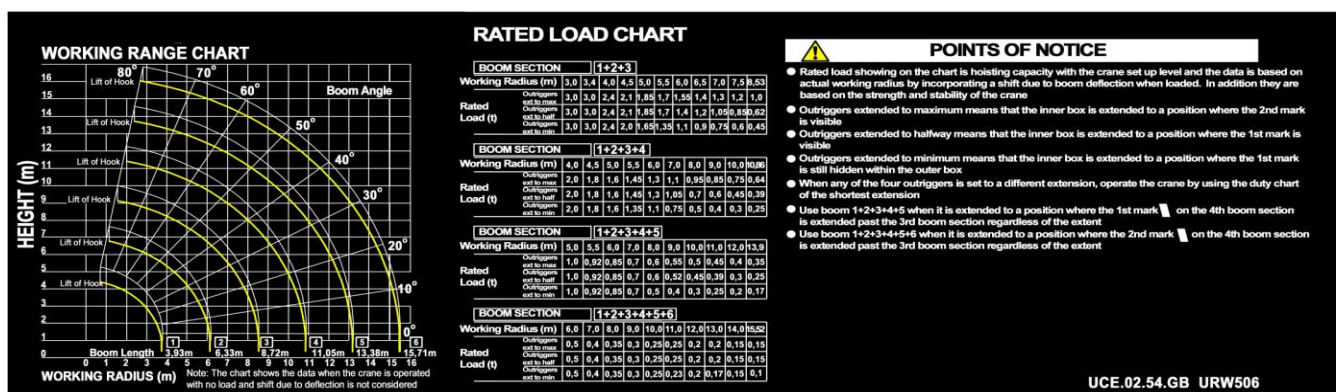 WORKING RANGE CHART
80°
70°
60°
50°
40°
30°
20°
10°
0°
Boom Angle
Lift of Hook
Lift of Hook
Lift of Hook
Lift of Hook
Lift of Hook
Lift of Hook
HEIGHT (m)
16
15
14
13
12
11
10
9
8
7
6
5
4
3
2
1
0
1 2 3 4 5 6
Boom Length 3,93m 6,33m 8,72m 11,05m 13,38m 15,71m
0 1 2 3 4 5 6 7 8 9 10 11 12 13 14 15 16
WORKING RADIUS (m)
Note: The chart shows the data when the crane is operated
with no load and shift due to deflection is not considered
RATED LOAD CHART
BOOM SECTION 1+2+3
Working Radius (m) 3,0 3,4 4,0 4,5 5,0 5,5 6,0 6,5 7,0 7,5 8,53
Rated Load (t)
Outriggers ext to max 3,0 3,0 2,4 2,1 1,85 1,7 1,55 1,4 1,3 1,2 1,0
Outriggers ext to half 3,0 3,0 2,4 2,1 1,85 1,7 1,4 1,2 1,05 0,85 0,62
Outriggers ext to min 3,0 3,0 2,4 2,0 1,65 1,35 1,1 0,9 0,75 0,6 0,45
BOOM SECTION 1+2+3+4
Working Radius (m) 4,0 4,5 5,0 5,5 6,0 7,0 8,0 9,0 10,0 10,86
Rated Load (t)
Outriggers ext to max 2,0 1,8 1,6 1,45 1,3 1,1 0,95 0,85 0,75 0,64
Outriggers ext to half 2,0 1,8 1,6 1,45 1,3 1,05 0,7 0,6 0,45 0,39
Outriggers ext to min 2,0 1,8 1,6 1,35 1,1 0,75 0,5 0,4 0,3 0,25
BOOM SECTION 1+2+3+4+5
Working Radius (m) 5,0 5,5 6,0 7,0 8,0 9,0 10,0 11,0 12,0 13,9
Rated Load (t)
Outriggers ext to max 1,0 0,92 0,85 0,7 0,6 0,55 0,5 0,45 0,4 0,35
Outriggers ext to half 1,0 0,92 0,85 0,7 0,6 0,52 0,45 0,39 0,3 0,25
Outriggers ext to min 1,0 0,92 0,85 0,7 0,5 0,4 0,3 0,25 0,2 0,17
BOOM SECTION 1+2+3+4+5+6
Working Radius (m) 6,0 7,0 8,0 9,0 10,0 11,0 12,0 13,0 14,0 15,52
Rated Load (t)
Outriggers ext to max 0,5 0,4 0,35 0,3 0,25 0,25 0,2 0,2 0,15 0,15
Outriggers ext to half 0,5 0,4 0,35 0,3 0,25 0,25 0,2 0,2 0,15 0,15
Outriggers ext to min 0,5 0,4 0,35 0,3 0,25 0,23 0,2 0,17 0,15 0,1
POINTS OF NOTICE
● Rated load showing on the chart is hoisting capacity with the crane set up level and the data is based on
actual working radius by incorporating a shift due to boom deflection when loaded. In addition they are
based on the strength and stability of the crane
● Outriggers extended to maximum means that the inner box is extended to a position where the 2nd mark
is visible
● Outriggers extended to halfway means that the inner box is extended to a position where the 1st mark is
visible
● Outriggers extended to minimum means that the inner box is extended to a position where the 1st mark
is still hidden within the outer box
● When any of the four outriggers is set to a different extension, operate the crane by using the duty chart
of the shortest extension
● Use boom 1+2+3+4+5 when it is extended to a position where the 1st mark on the 4th boom section
is extended past the 3rd boom section regardless of the extent
● Use boom 1+2+3+4+5+6 when it is extended to a position where the 2nd mark on the 4th boom section
is extended past the 3rd boom section regardless of the extent
UCE.02.54.GB URW506